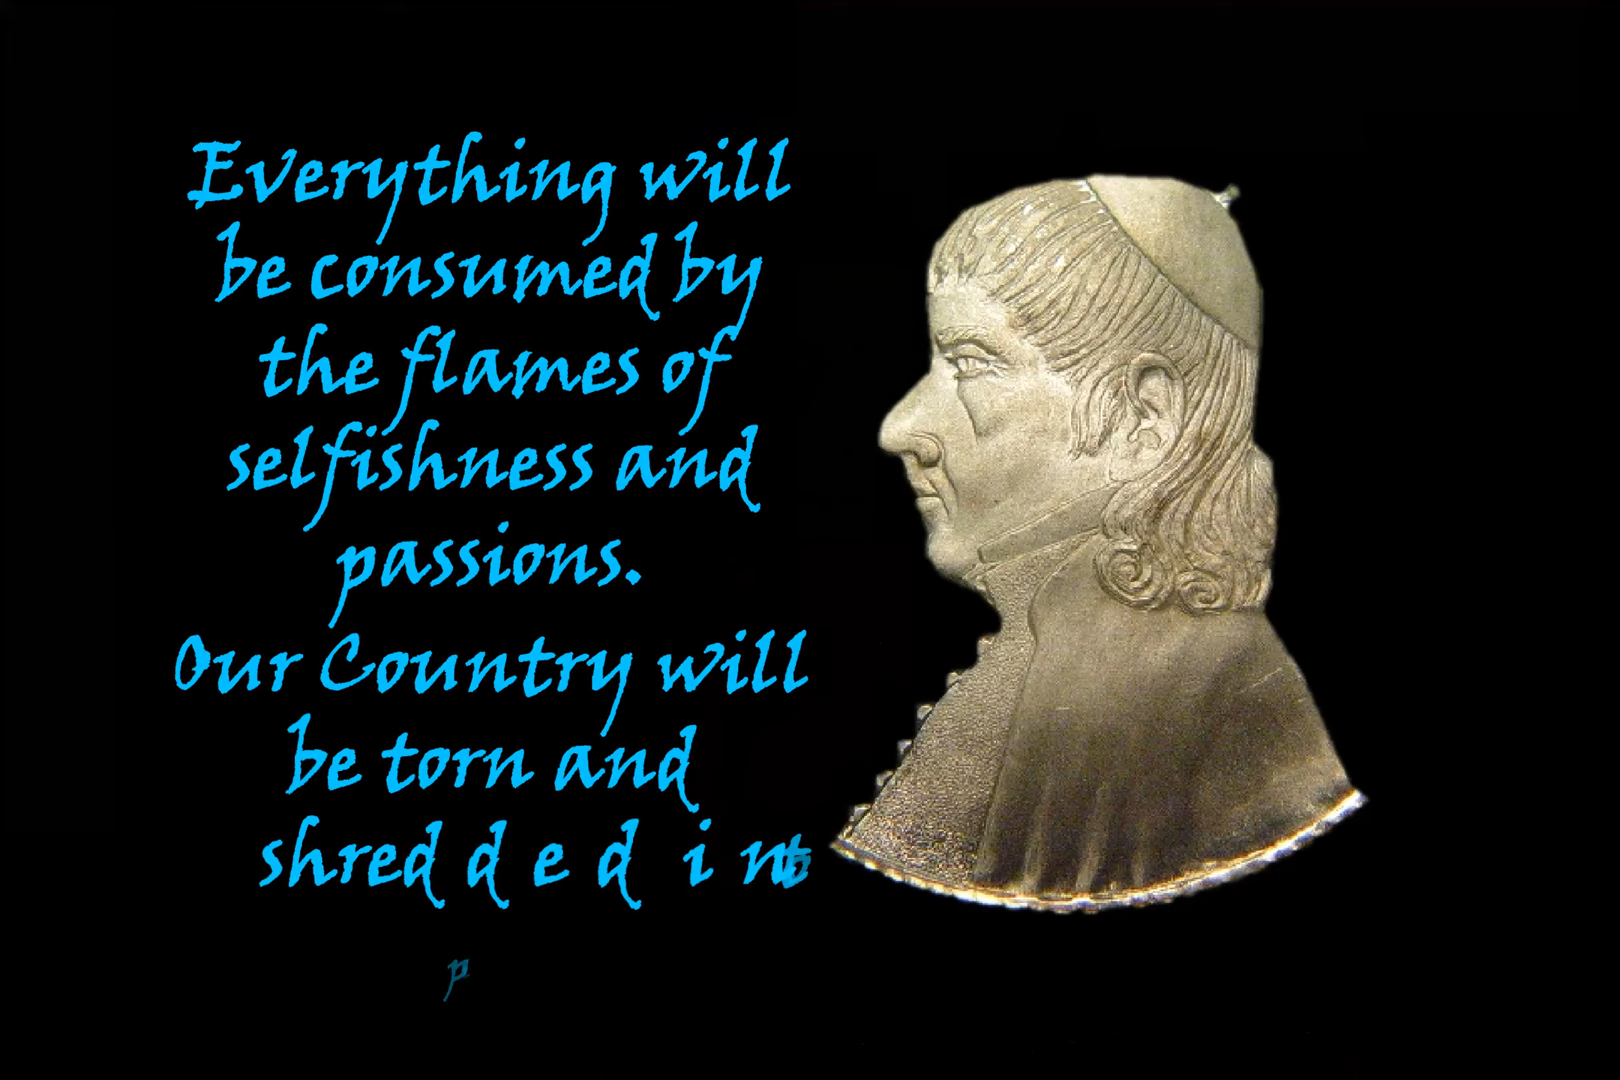 Everything will
be consumed by
the flames of
selfishness and
passions.
Our Country will
be torn and
shred d e d i n t
p